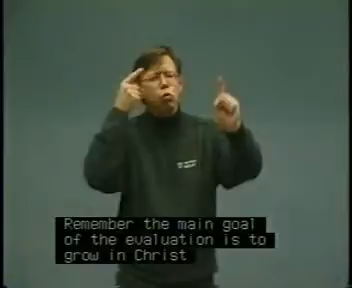 Remember the main goal
of the evaluation is to
grow in Christ